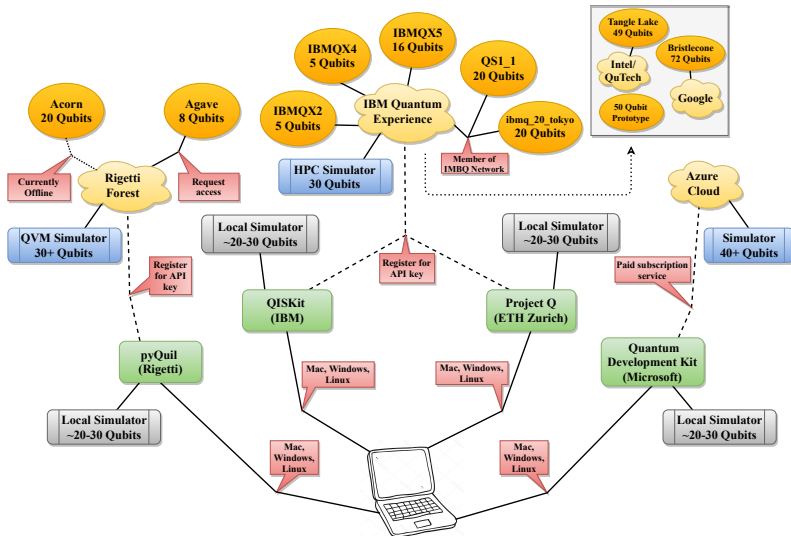 Tangle Lake
49 Qubits
Bristlecone
72 Qubits
Intel/
QuTech
Google
50 Qubit
Prototype
IBMQX4
5 Qubits
IBMQX5
16 Qubits
QS1_1
20 Qubits
IBMQX2
5 Qubits
IBM Quantum
Experience
ibmq_20_tokyo
20 Qubits
HPC Simulator
30 Qubits
Member of
IMBQ Network
Acorn
20 Qubits
Agave
8 Qubits
Currently
Offline
Rigetti
Forest
Request
access
Azure
Cloud
QVM Simulator
30+ Qubits
Local Simulator
~20-30 Qubits
Local Simulator
~20-30 Qubits
Simulator
40+ Qubits
Register
for API
key
Register for
API key
Paid subscription
service
QISKit
(IBM)
Project Q
(ETH Zurich)
pyQuil
(Rigetti)
Quantum
Development Kit
(Microsoft)
Mac, Windows,
Linux
Mac, Windows,
Linux
Local Simulator
~20-30 Qubits
Local Simulator
~20-30 Qubits
Mac,
Windows,
Linux
Mac,
Windows,
Linux